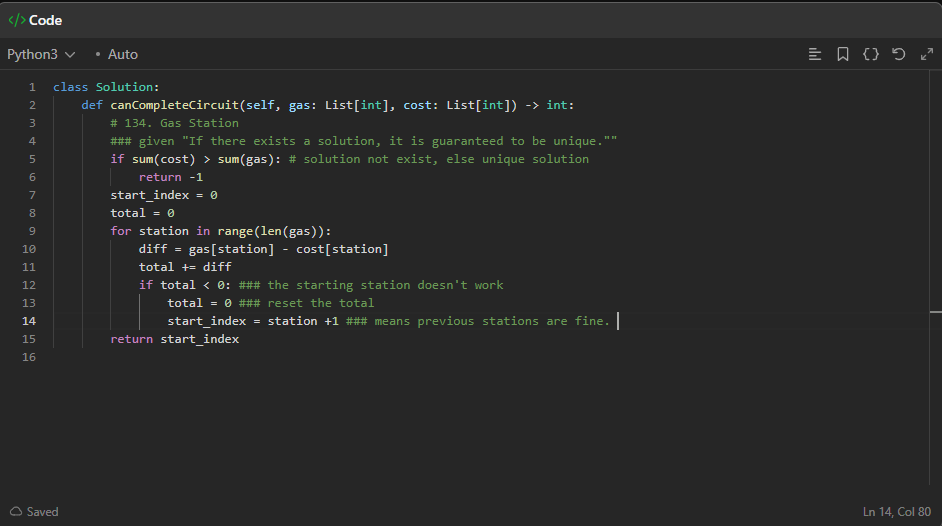 </> Code
Python3 • Auto
1 class Solution:
2 def canCompleteCircuit(self, gas: List[int], cost: List[int]) -> int:
3 # 134. Gas Station
4 ### given "If there exists a solution, it is guaranteed to be unique.""
5 if sum(cost) > sum(gas): # solution not exist, else unique solution
6 return -1
7 start_index = 0
8 total = 0
9 for station in range(len(gas)):
10 diff = gas[station] - cost[station]
11 total += diff
12 if total < 0: ### the starting station doesn't work
13 total = 0 ### reset the total
14 start_index = station +1 ### means previous stations are fine.
15 return start_index
16
Saved Ln 14, Col 80